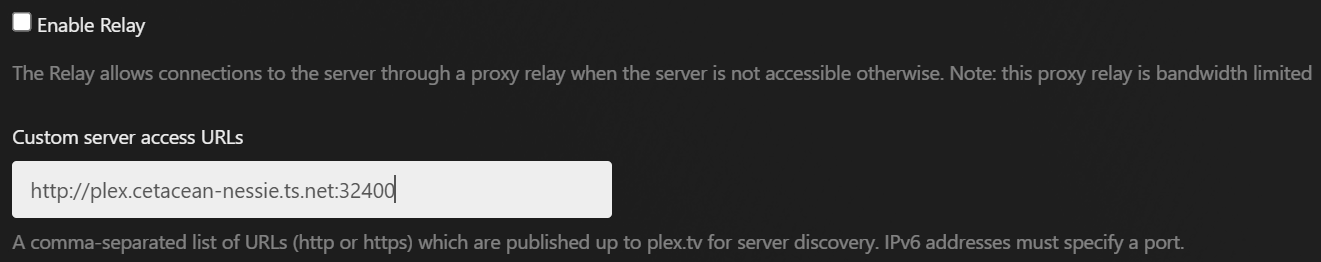 Enable Relay
The Relay allows connections to the server through a proxy relay when the server is not accessible otherwise. Note: this proxy relay is bandwidth limited
Custom server access URLs
http://plex.cetacean-nessie.ts.net:32400
A comma-separated list of URLs (http or https) which are published up to plex.tv for server discovery. IPv6 addresses must specify a port.